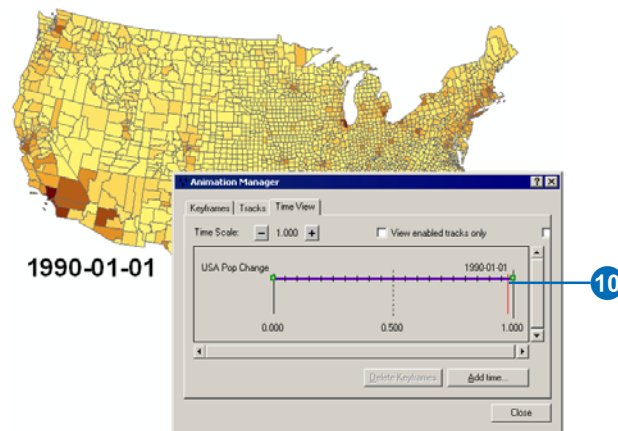 Animation Manager
Keyframes Tracks Time View
Time Scale: 1.000 View enabled tracks only
1990-01-01
USA Pop Change 1990-01-01
10
0.000 0.500 1.000
Delete Keyframes Add time...
Close